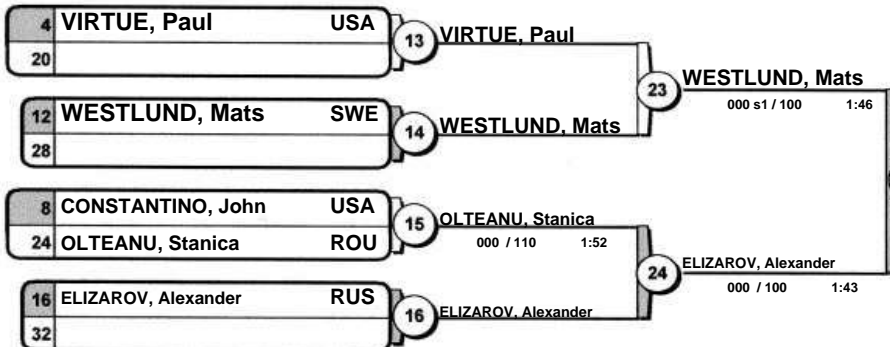 4 VIRTUE, Paul USA
20
13 VIRTUE, Paul
12 WESTLUND, Mats SWE
28
14 WESTLUND, Mats
23 WESTLUND, Mats
000 s1 / 100 1:46
8 CONSTANTINO, John USA
24 OLTEANU, Stanica ROU
15 OLTEANU, Stanica
000 / 110 1:52
16 ELIZAROV, Alexander RUS
32
16 ELIZAROV, Alexander
24 ELIZAROV, Alexander
000 / 100 1:43